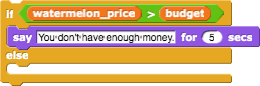 if watermelon_price > budget
say You don't have enough money. for 5 secs
else